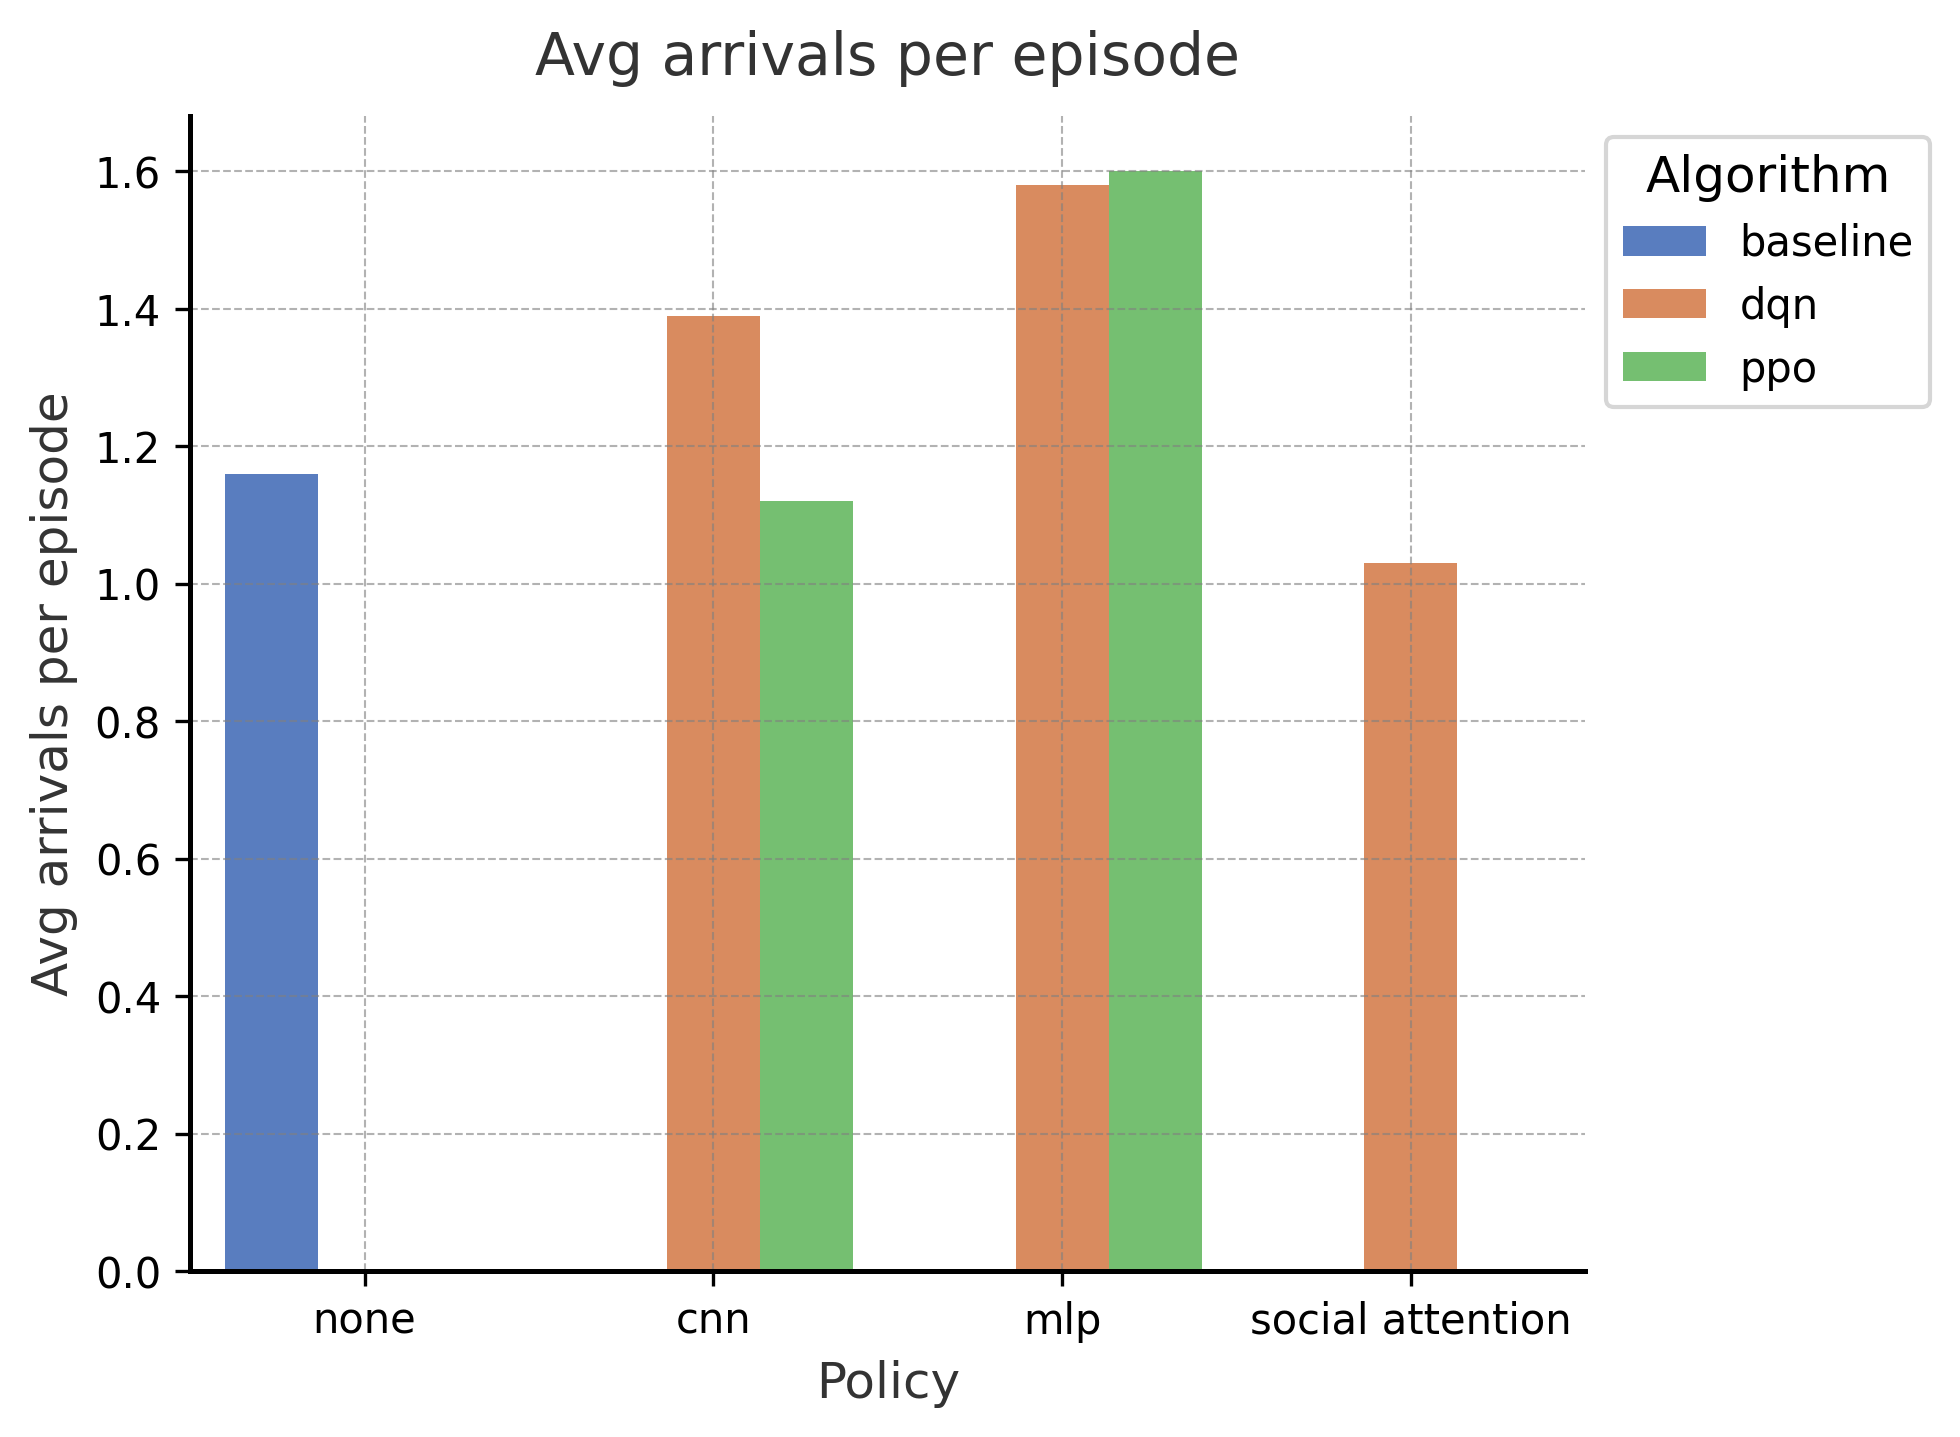 Avg arrivals per episode
Algorithm
baseline
dqn
ppo
Avg arrivals per episode
1.6
1.4
1.2
1.0
0.8
0.6
0.4
0.2
0.0
none cnn mlp social attention
Policy